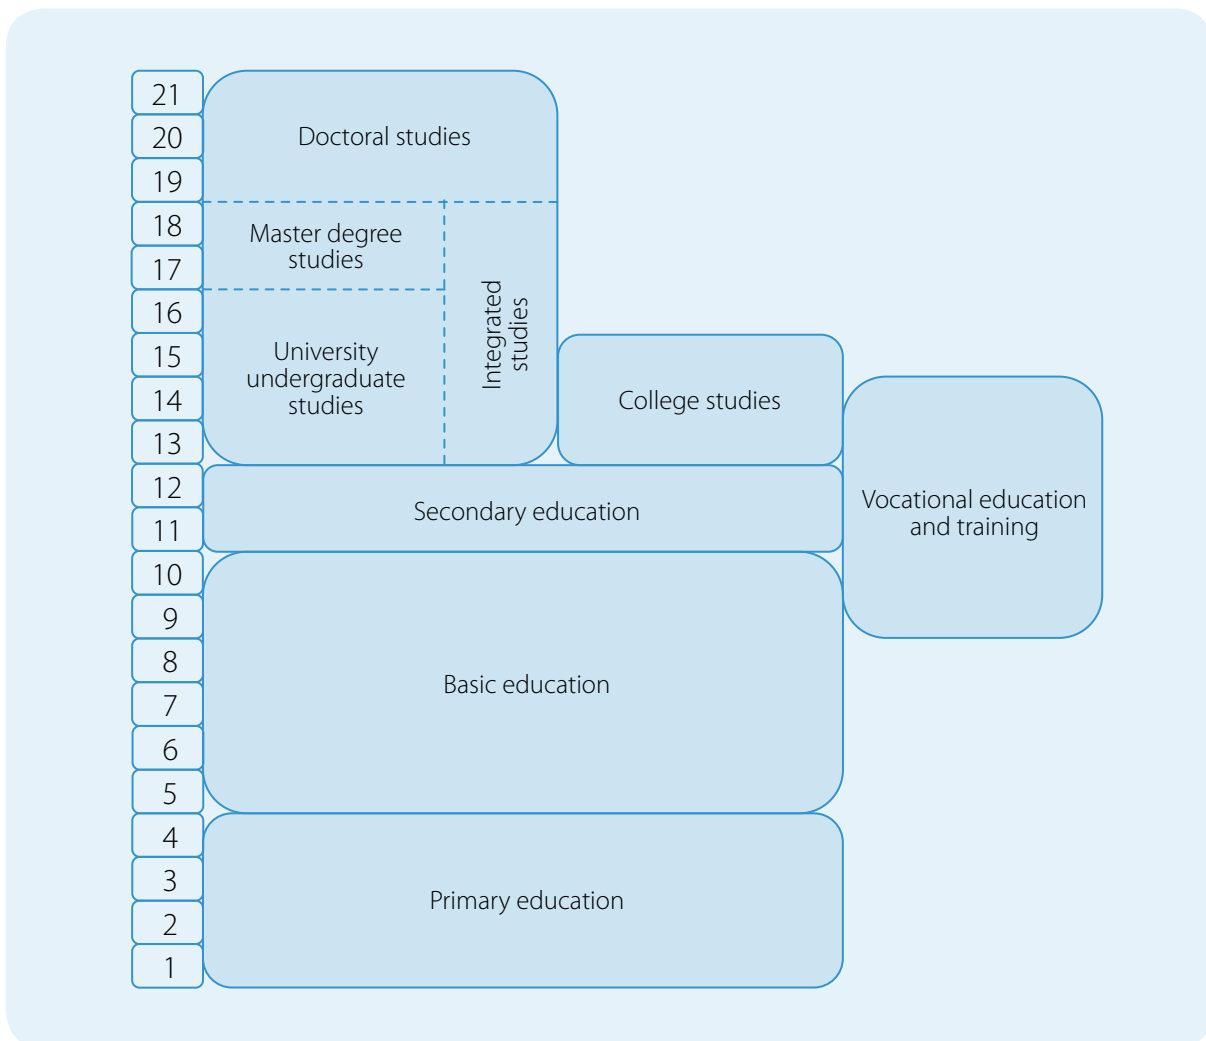 21
20
Doctoral studies
19
18
Master degree
studies
17
16
Integrated
studies
15
University
undergraduate
studies
14
College studies
13
12
Secondary education
11
Vocational education
and training
10
9
8
Basic education
7
6
5
4
3
Primary education
2
1